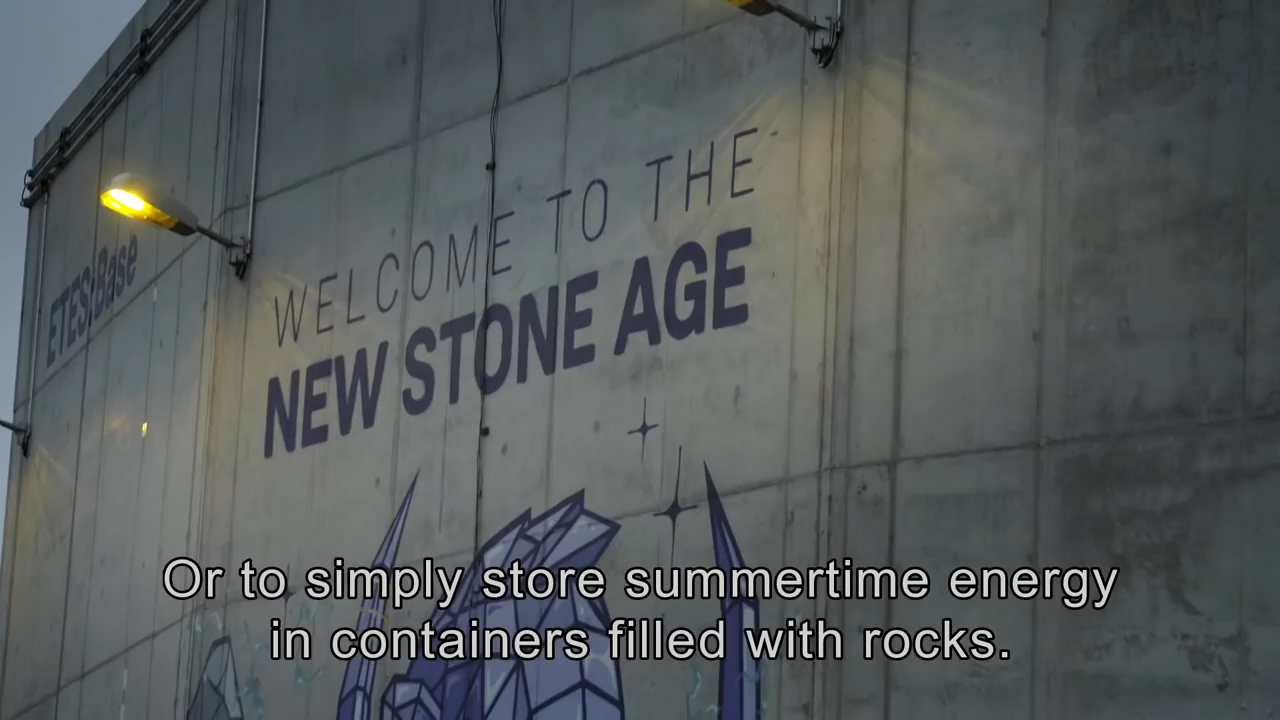 WELCOME TO THE
NEW STONE AGE
ETES:Base
Or to simply store summertime energy
in containers filled with rocks.